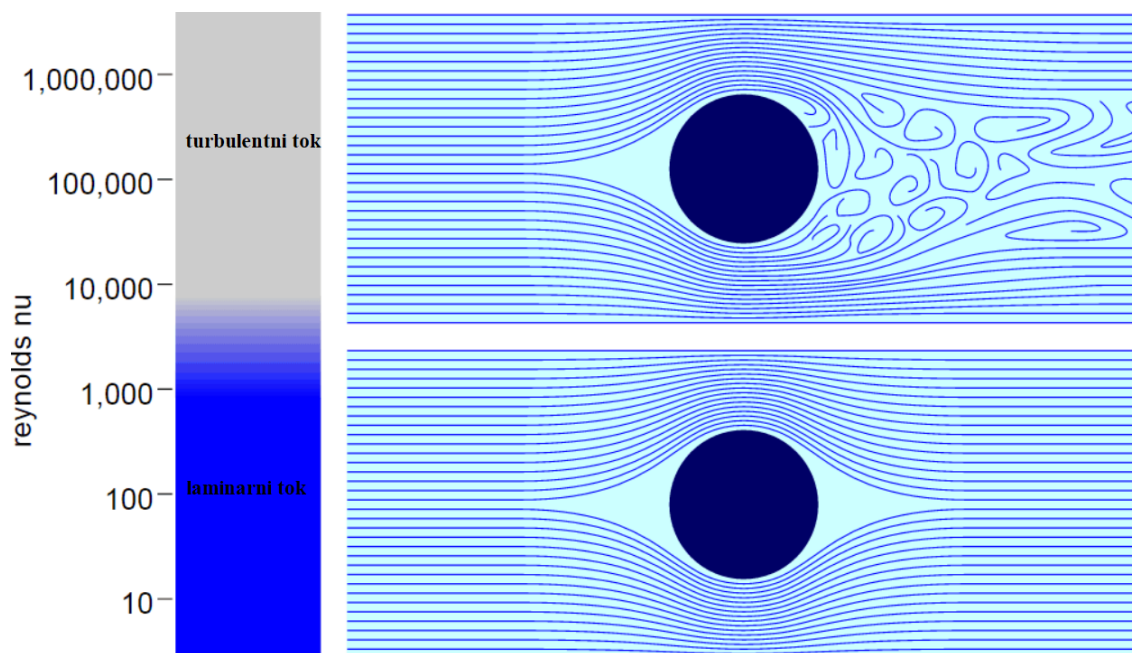 1,000,000
turbulentni tok
100,000
10,000
reynolds nu
1,000
laminarni tok
100
10